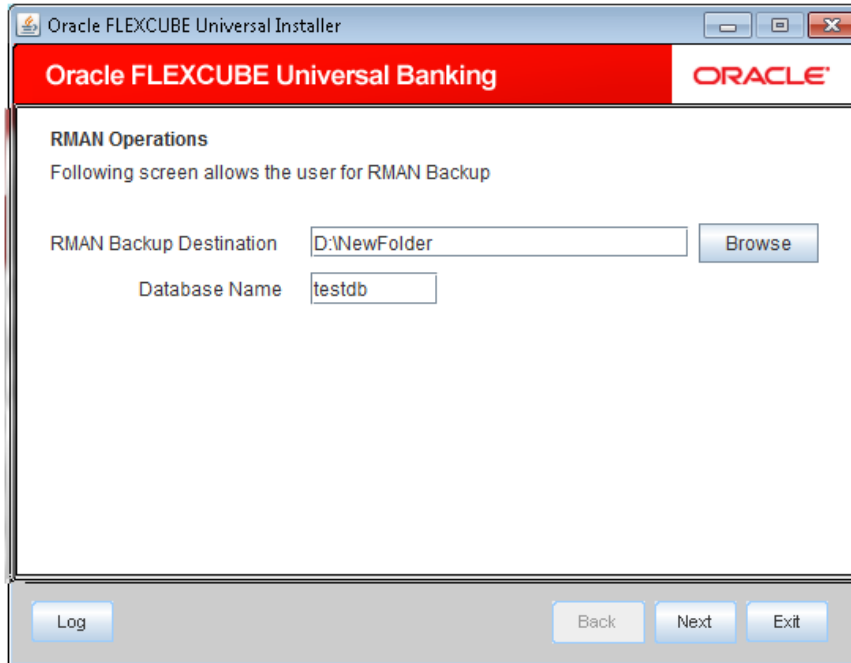 Oracle FLEXCUBE Universal Installer
Oracle FLEXCUBE Universal Banking
ORACLE
RMAN Operations
Following screen allows the user for RMAN Backup
RMAN Backup Destination D:\NewFolder Browse
Database Name testdb
Log Back Next Exit